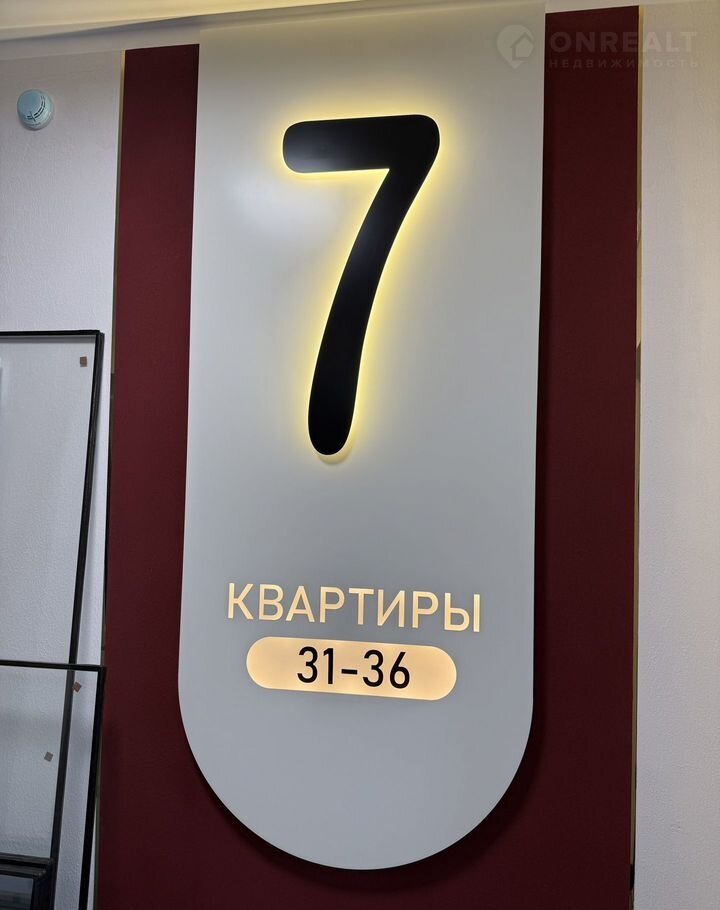 ONREALT
НЕДВИЖИМОСТЬ
7
КВАРТИРЫ
31-36